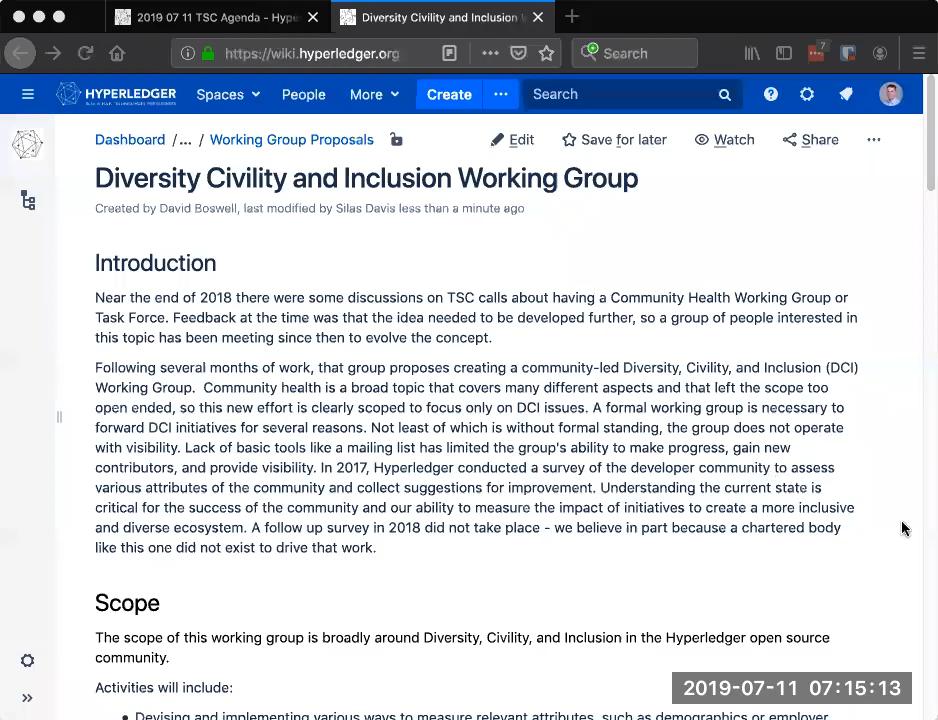 2019 07 11 TSC Agenda - Hype
Diversity Civility and Inclusion W
https://wiki.hyperledger.org
Search
7
HYPERLEDGER
Spaces
People
More
Create
Search
Dashboard /... / Working Group Proposals
Edit
Save for later
Watch
Share
Diversity Civility and Inclusion Working Group
Created by David Boswell, last modified by Silas Davis less than a minute ago
Introduction
Near the end of 2018 there were some discussions on TSC calls about having a Community Health Working Group or
Task Force. Feedback at the time was that the idea needed to be developed further, so a group of people interested in
this topic has been meeting since then to evolve the concept.
Following several months of work, that group proposes creating a community-led Diversity, Civility, and Inclusion (DCI)
Working Group.  Community health is a broad topic that covers many different aspects and that left the scope too
open ended, so this new effort is clearly scoped to focus only on DCI issues. A formal working group is necessary to
forward DCI initiatives for several reasons. Not least of which is without formal standing, the group does not operate
with visibility. Lack of basic tools like a mailing list has limited the group's ability to make progress, gain new
contributors, and provide visibility. In 2017, Hyperledger conducted a survey of the developer community to assess
various attributes of the community and collect suggestions for improvement. Understanding the current state is
critical for the success of the community and our ability to measure the impact of initiatives to create a more inclusive
and diverse ecosystem. A follow up survey in 2018 did not take place - we believe in part because a chartered body
like this one did not exist to drive that work.
Scope
The scope of this working group is broadly around Diversity, Civility, and Inclusion in the Hyperledger open source
community.
Activities will include:
2019-07-11 07:15:13
• Devising and implementing various ways to measure relevant attributes, such as demographics or employer